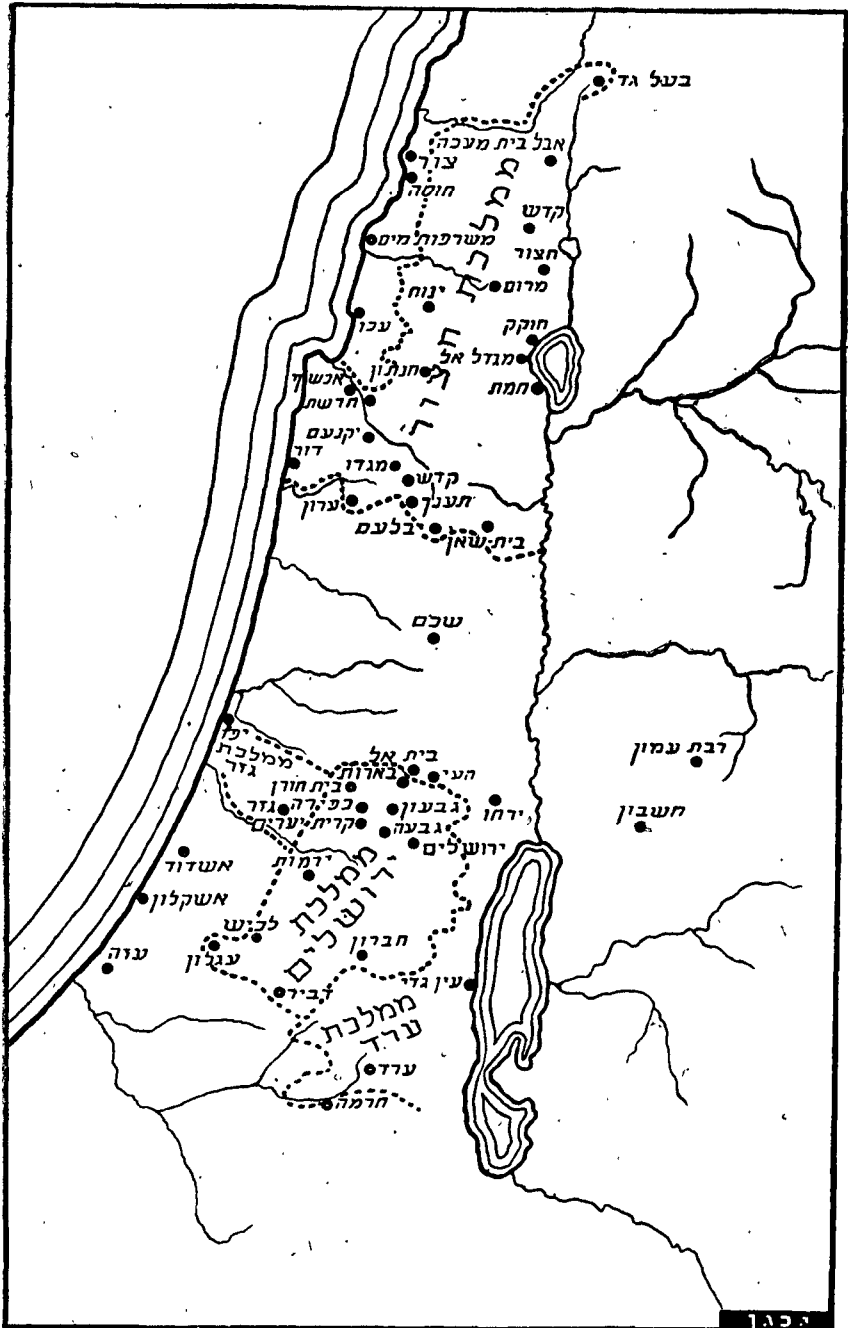 בעל גד
אבל בית מעכה
צור
חוסה
קדש
משרפות מים
חצור
מרום
ינוח
ממלכת חצור
עכו
חוקק
מגדל אל
חנתון
אכשף
חמת
חדשת
יקנעם
דור
מגדו
קדש
תענך
ערון
בלעם
בית־שאן
שכם
יפו
ממלכת
גזר
בית אל
העי
בארות
בית חורון
רבת עמון
ירחו
גבעון
כפירה
גזר
חשבון
קרית יערים
גבעה
ירושלים
אשדוד
ירמות
ממלכת
ירושלים
אשקלון
לכיש
חברון
עגלון
עזה
עין גדי
דביר
ממלכת
ערד
ערד
חרמה